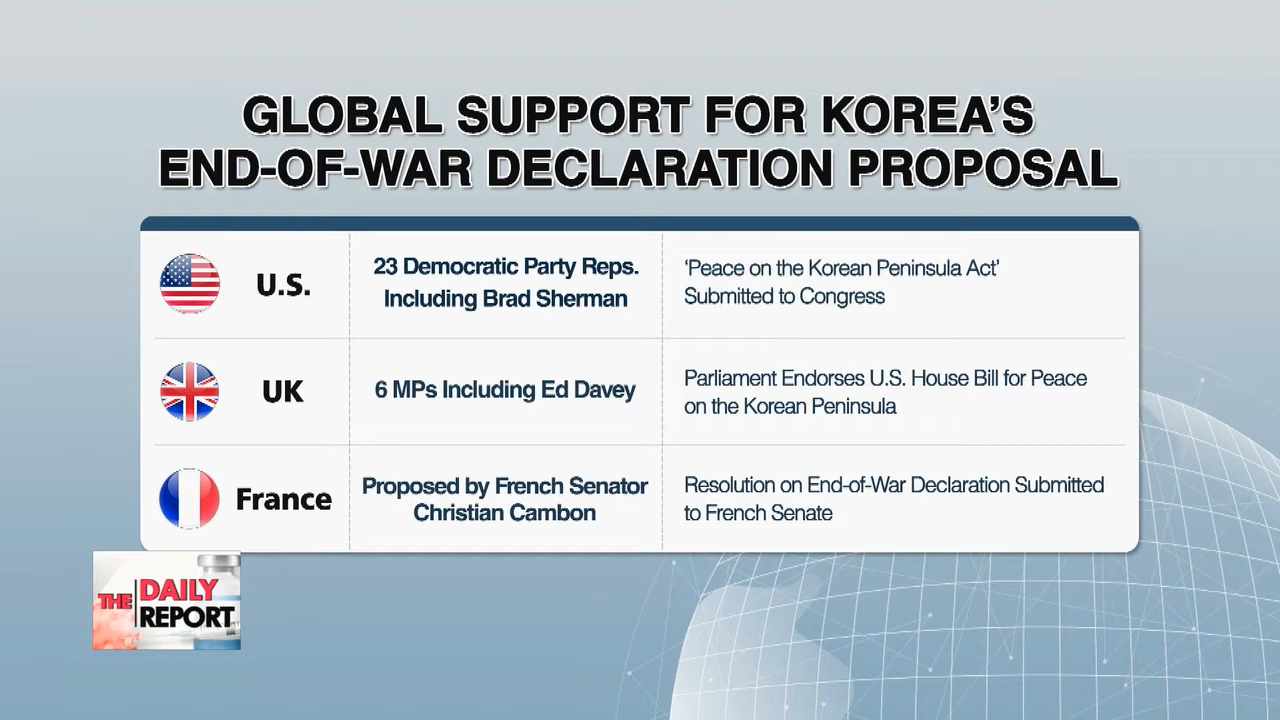 GLOBAL SUPPORT FOR KOREA'S
END-OF-WAR DECLARATION PROPOSAL
U.S.
23 Democratic Party Reps.
Including Brad Sherman
‘Peace on the Korean Peninsula Act’
Submitted to Congress
UK
6 MPs Including Ed Davey
Parliament Endorses U.S. House Bill for Peace
on the Korean Peninsula
France
Proposed by French Senator
Christian Cambon
Resolution on End-of-War Declaration Submitted
to French Senate
THE DAILY
REPORT